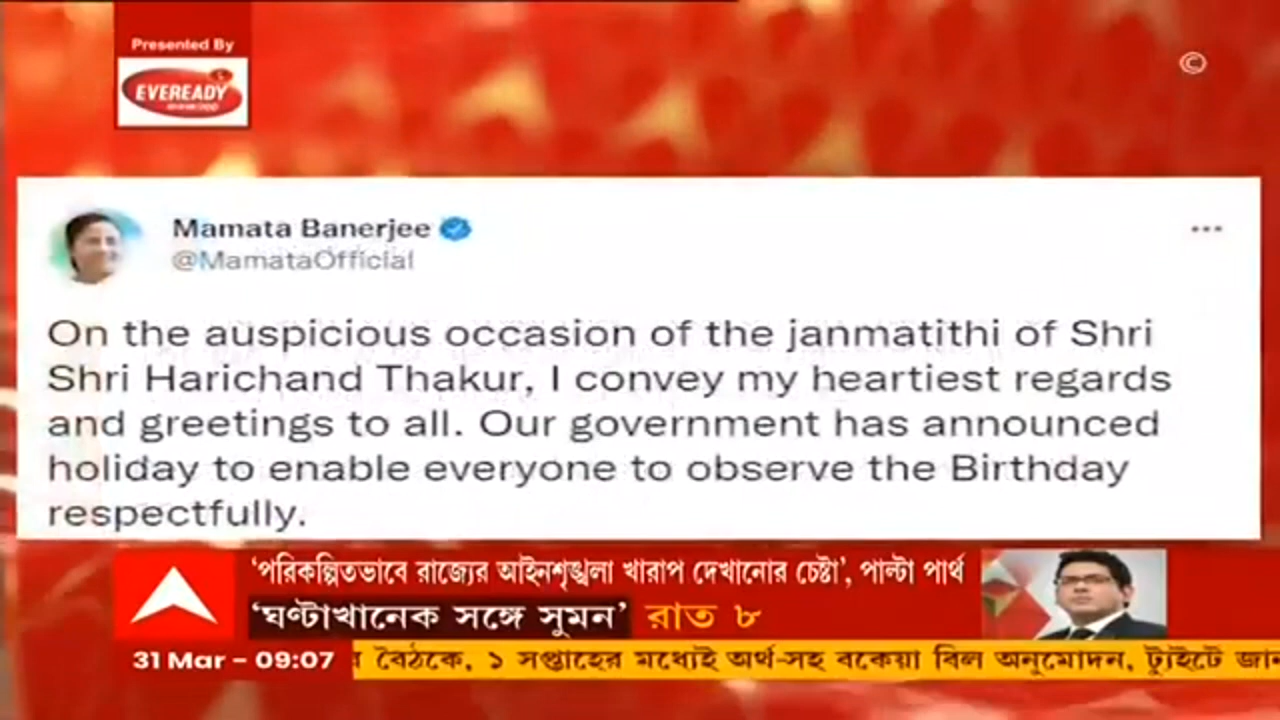 Presented By
EVEREADY
©
Mamata Banerjee
@MamataOfficial
On the auspicious occasion of the janmatithi of Shri
Shri Harichand Thakur, I convey my heartiest regards
and greetings to all. Our government has announced
holiday to enable everyone to observe the Birthday
respectfully.
‘পরিকল্পিতভাবে রাজ্যের আইনশৃঙ্খলা খারাপ দেখানোর চেষ্টা’, পাল্টা পার্থ
‘ঘণ্টাখানেক সঙ্গে সুমন’ রাত ৮
31 Mar – 09:07
বৈঠকে, ১ সপ্তাহের মধ্যেই অর্থ-সহ বকেয়া বিল অনুমোদন, ট্যুইটে